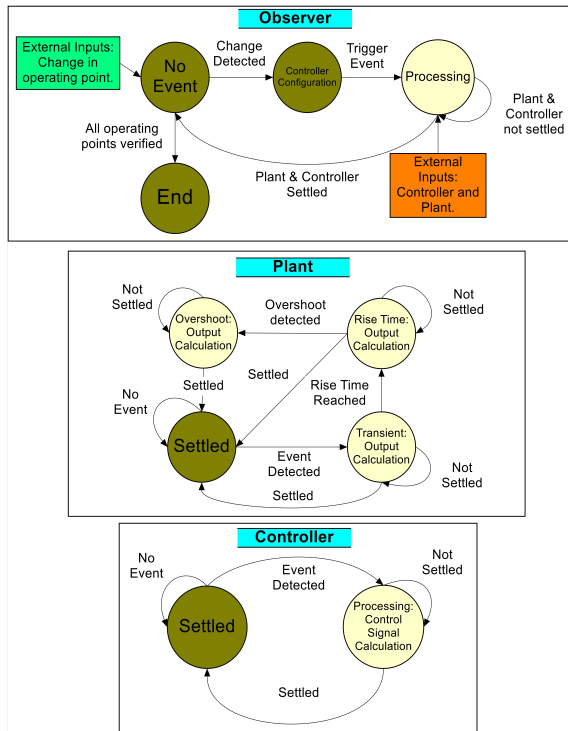 Observer
External Inputs:
Change in
operating point.
No
Event
Change
Detected
Controller
Configuration
Trigger
Event
Processing
Plant &
Controller
not settled
All operating
points verified
Plant & Controller
Settled
External
Inputs:
Controller and
Plant.
End
Plant
Not
Settled
Overshoot:
Output
Calculation
Overshoot
detected
Rise Time:
Output
Calculation
Not
Settled
Settled
Settled
Rise Time
Reached
No
Event
Settled
Event
Detected
Transient:
Output
Calculation
Not
Settled
Settled
Controller
No
Event
Event
Detected
Not
Settled
Settled
Processing:
Control
Signal
Calculation
Settled